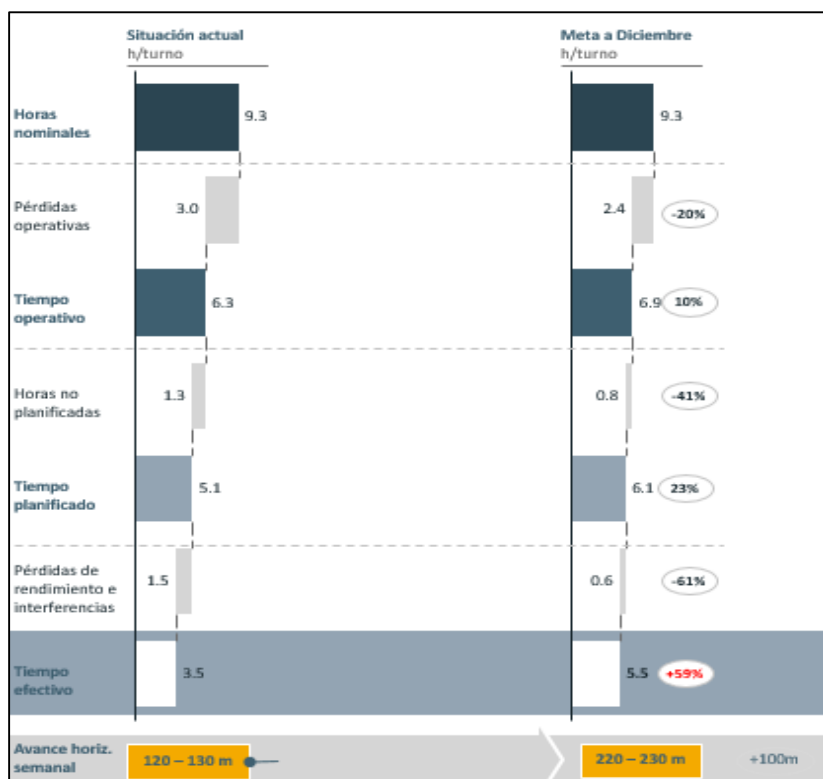 Situación actual
h/turno
Meta a Diciembre
h/turno
Horas
nominales
9.3
9.3
Pérdidas
operativas
3.0
2.4
-20%
Tiempo
operativo
6.3
6.9
10%
Horas no
planificadas
1.3
0.8
-41%
Tiempo
planificado
5.1
6.1
23%
Pérdidas de
rendimiento e
interferencias
1.5
0.6
-61%
Tiempo
efectivo
3.5
5.5
+59%
Avance horiz.
semanal
120 – 130 m
220 – 230 m
+100m